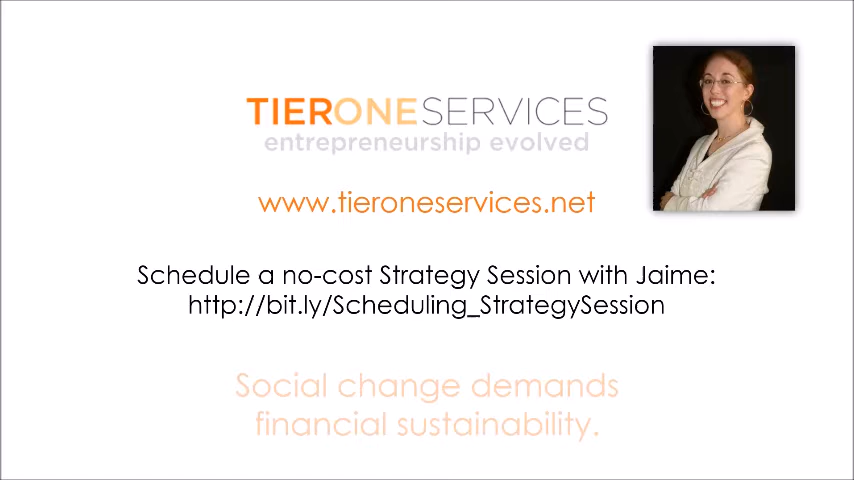 TIERONESERVICES
entrepreneurship evolved
www.tieroneservices.net
Schedule a no-cost Strategy Session with Jaime:
http://bit.ly/Scheduling_StrategySession
Social change demands
financial sustainability.